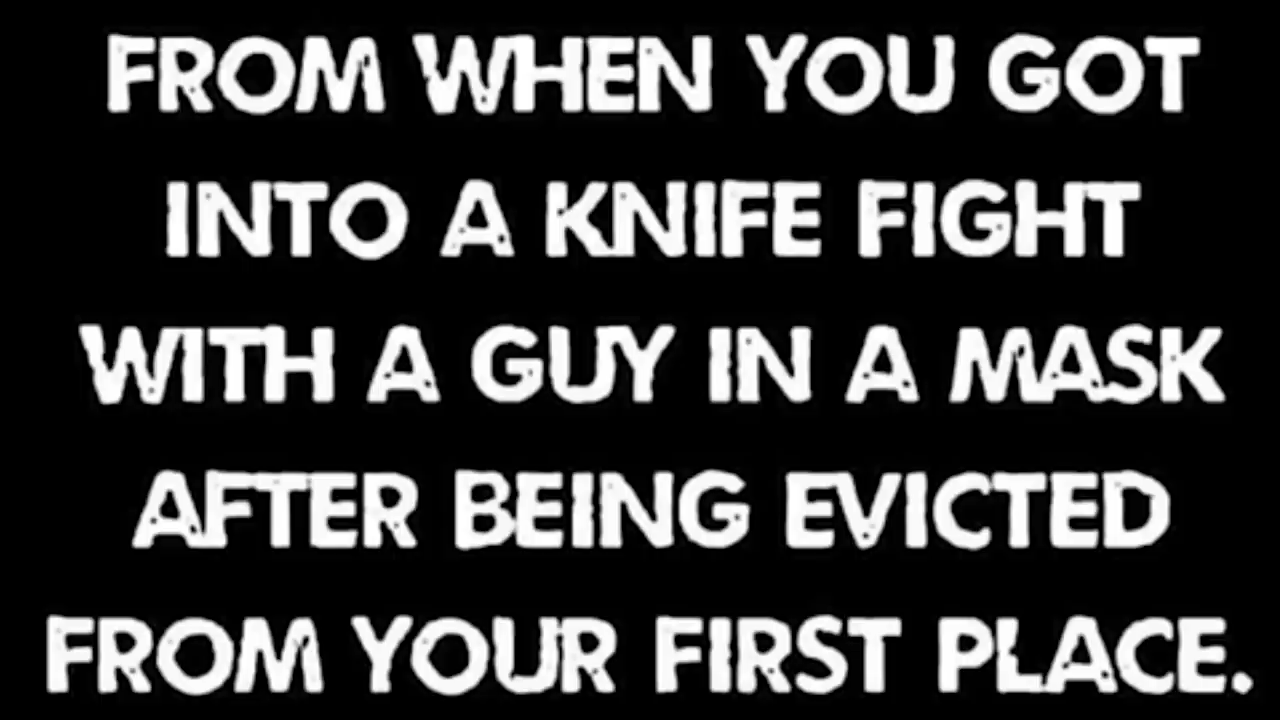 FROM WHEN YOU GOT
INTO A KNIFE FIGHT
WITH A GUY IN A MASK
AFTER BEING EVICTED
FROM YOUR FIRST PLACE.